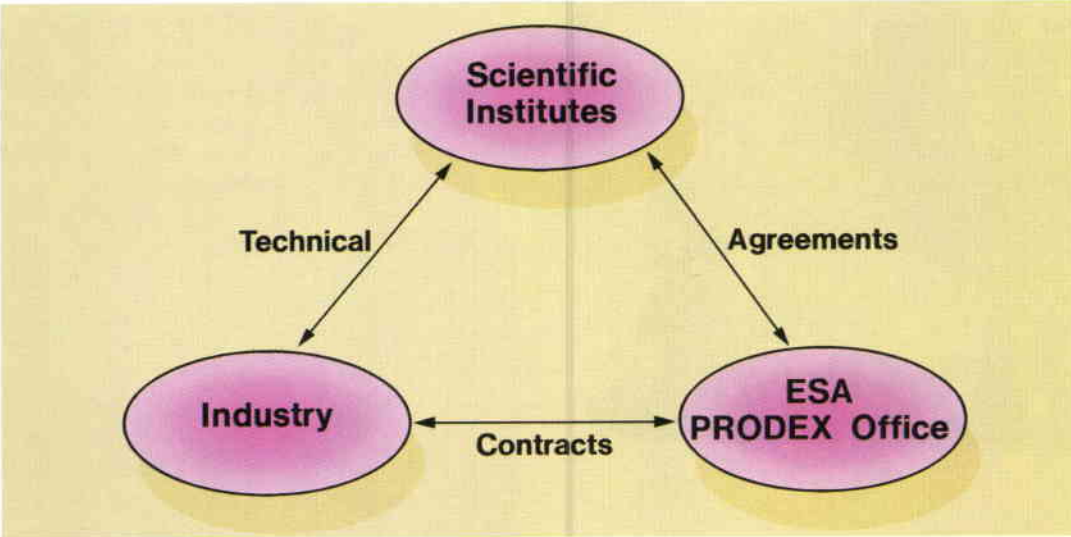 Scientific
Institutes
Technical
Agreements
Industry
ESA
PRODEX Office
Contracts